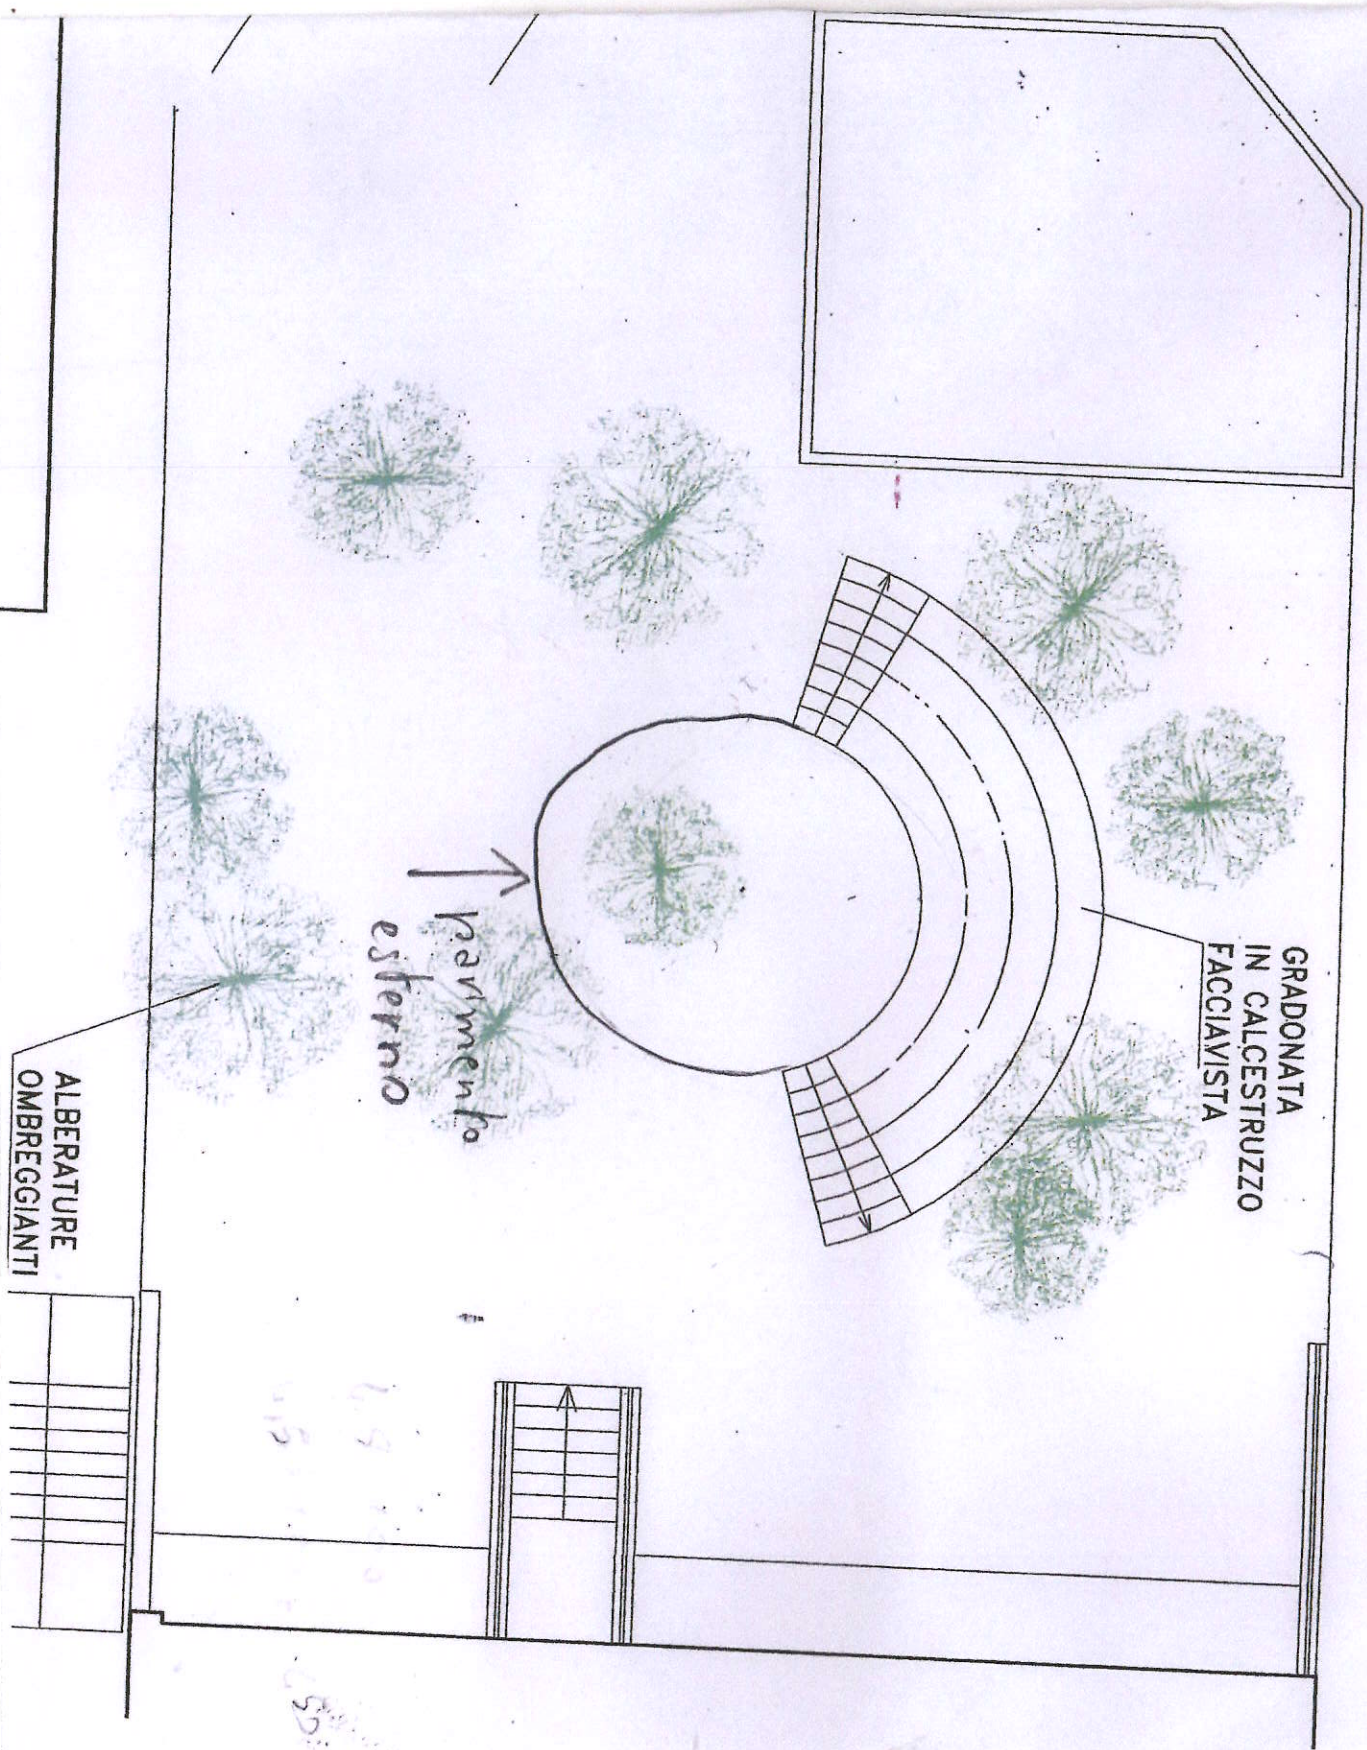 GRADONATA
IN CALCESTRUZZO
FACCIAVISTA
pavimento
esterno
ALBERATURE
OMBREGGIANTI